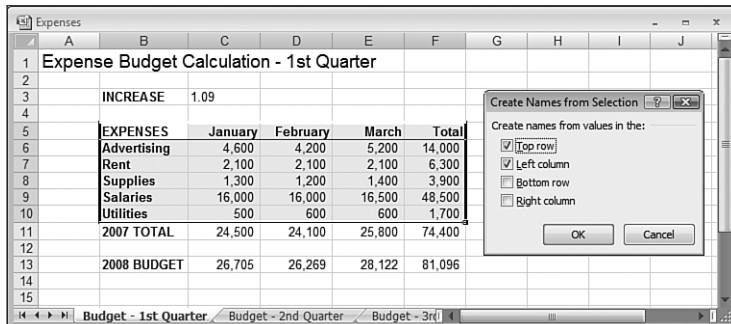 Expenses
A B C D E F G H I J
1 Expense Budget Calculation - 1st Quarter
2
3 INCREASE 1.09
4
5 EXPENSES January February March Total
6 Advertising 4,600 4,200 5,200 14,000
7 Rent 2,100 2,100 2,100 6,300
8 Supplies 1,300 1,200 1,400 3,900
9 Salaries 16,000 16,000 16,500 48,500
10 Utilities 500 600 600 1,700
11 2007 TOTAL 24,500 24,100 25,800 74,400
12
13 2008 BUDGET 26,705 26,269 28,122 81,096
14
15
Budget - 1st Quarter Budget - 2nd Quarter Budget - 3rd
Create Names from Selection
Create names from values in the:
Top row
Left column
Bottom row
Right column
OK Cancel